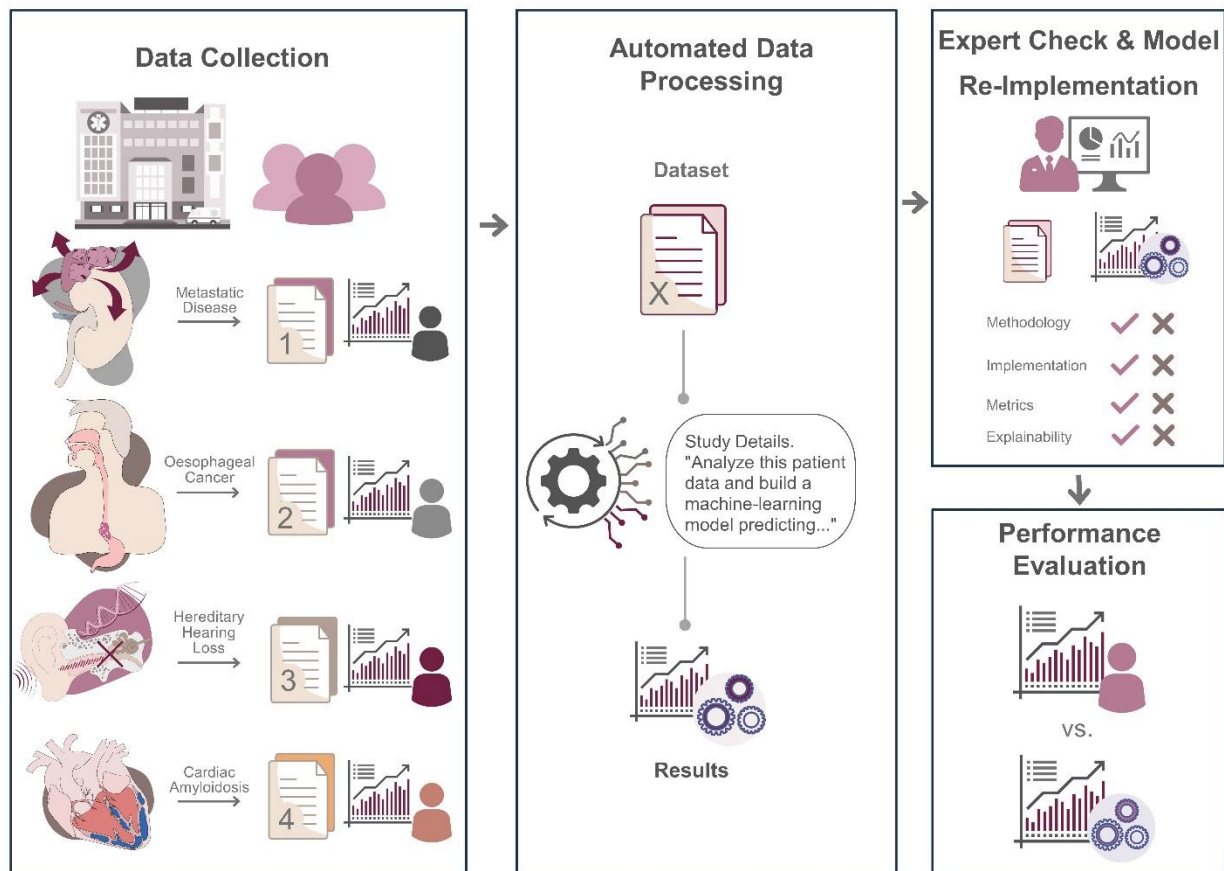 Data Collection
Metastatic
Disease
1
Oesophageal
Cancer
2
Hereditary
Hearing
Loss
3
Cardiac
Amyloidosis
4
Automated Data
Processing
Dataset
X
Study Details.
"Analyze this patient
data and build a
machine-learning
model predicting..."
Results
Expert Check & Model
Re-Implementation
Methodology
Implementation
Metrics
Explainability
Performance
Evaluation
vs.